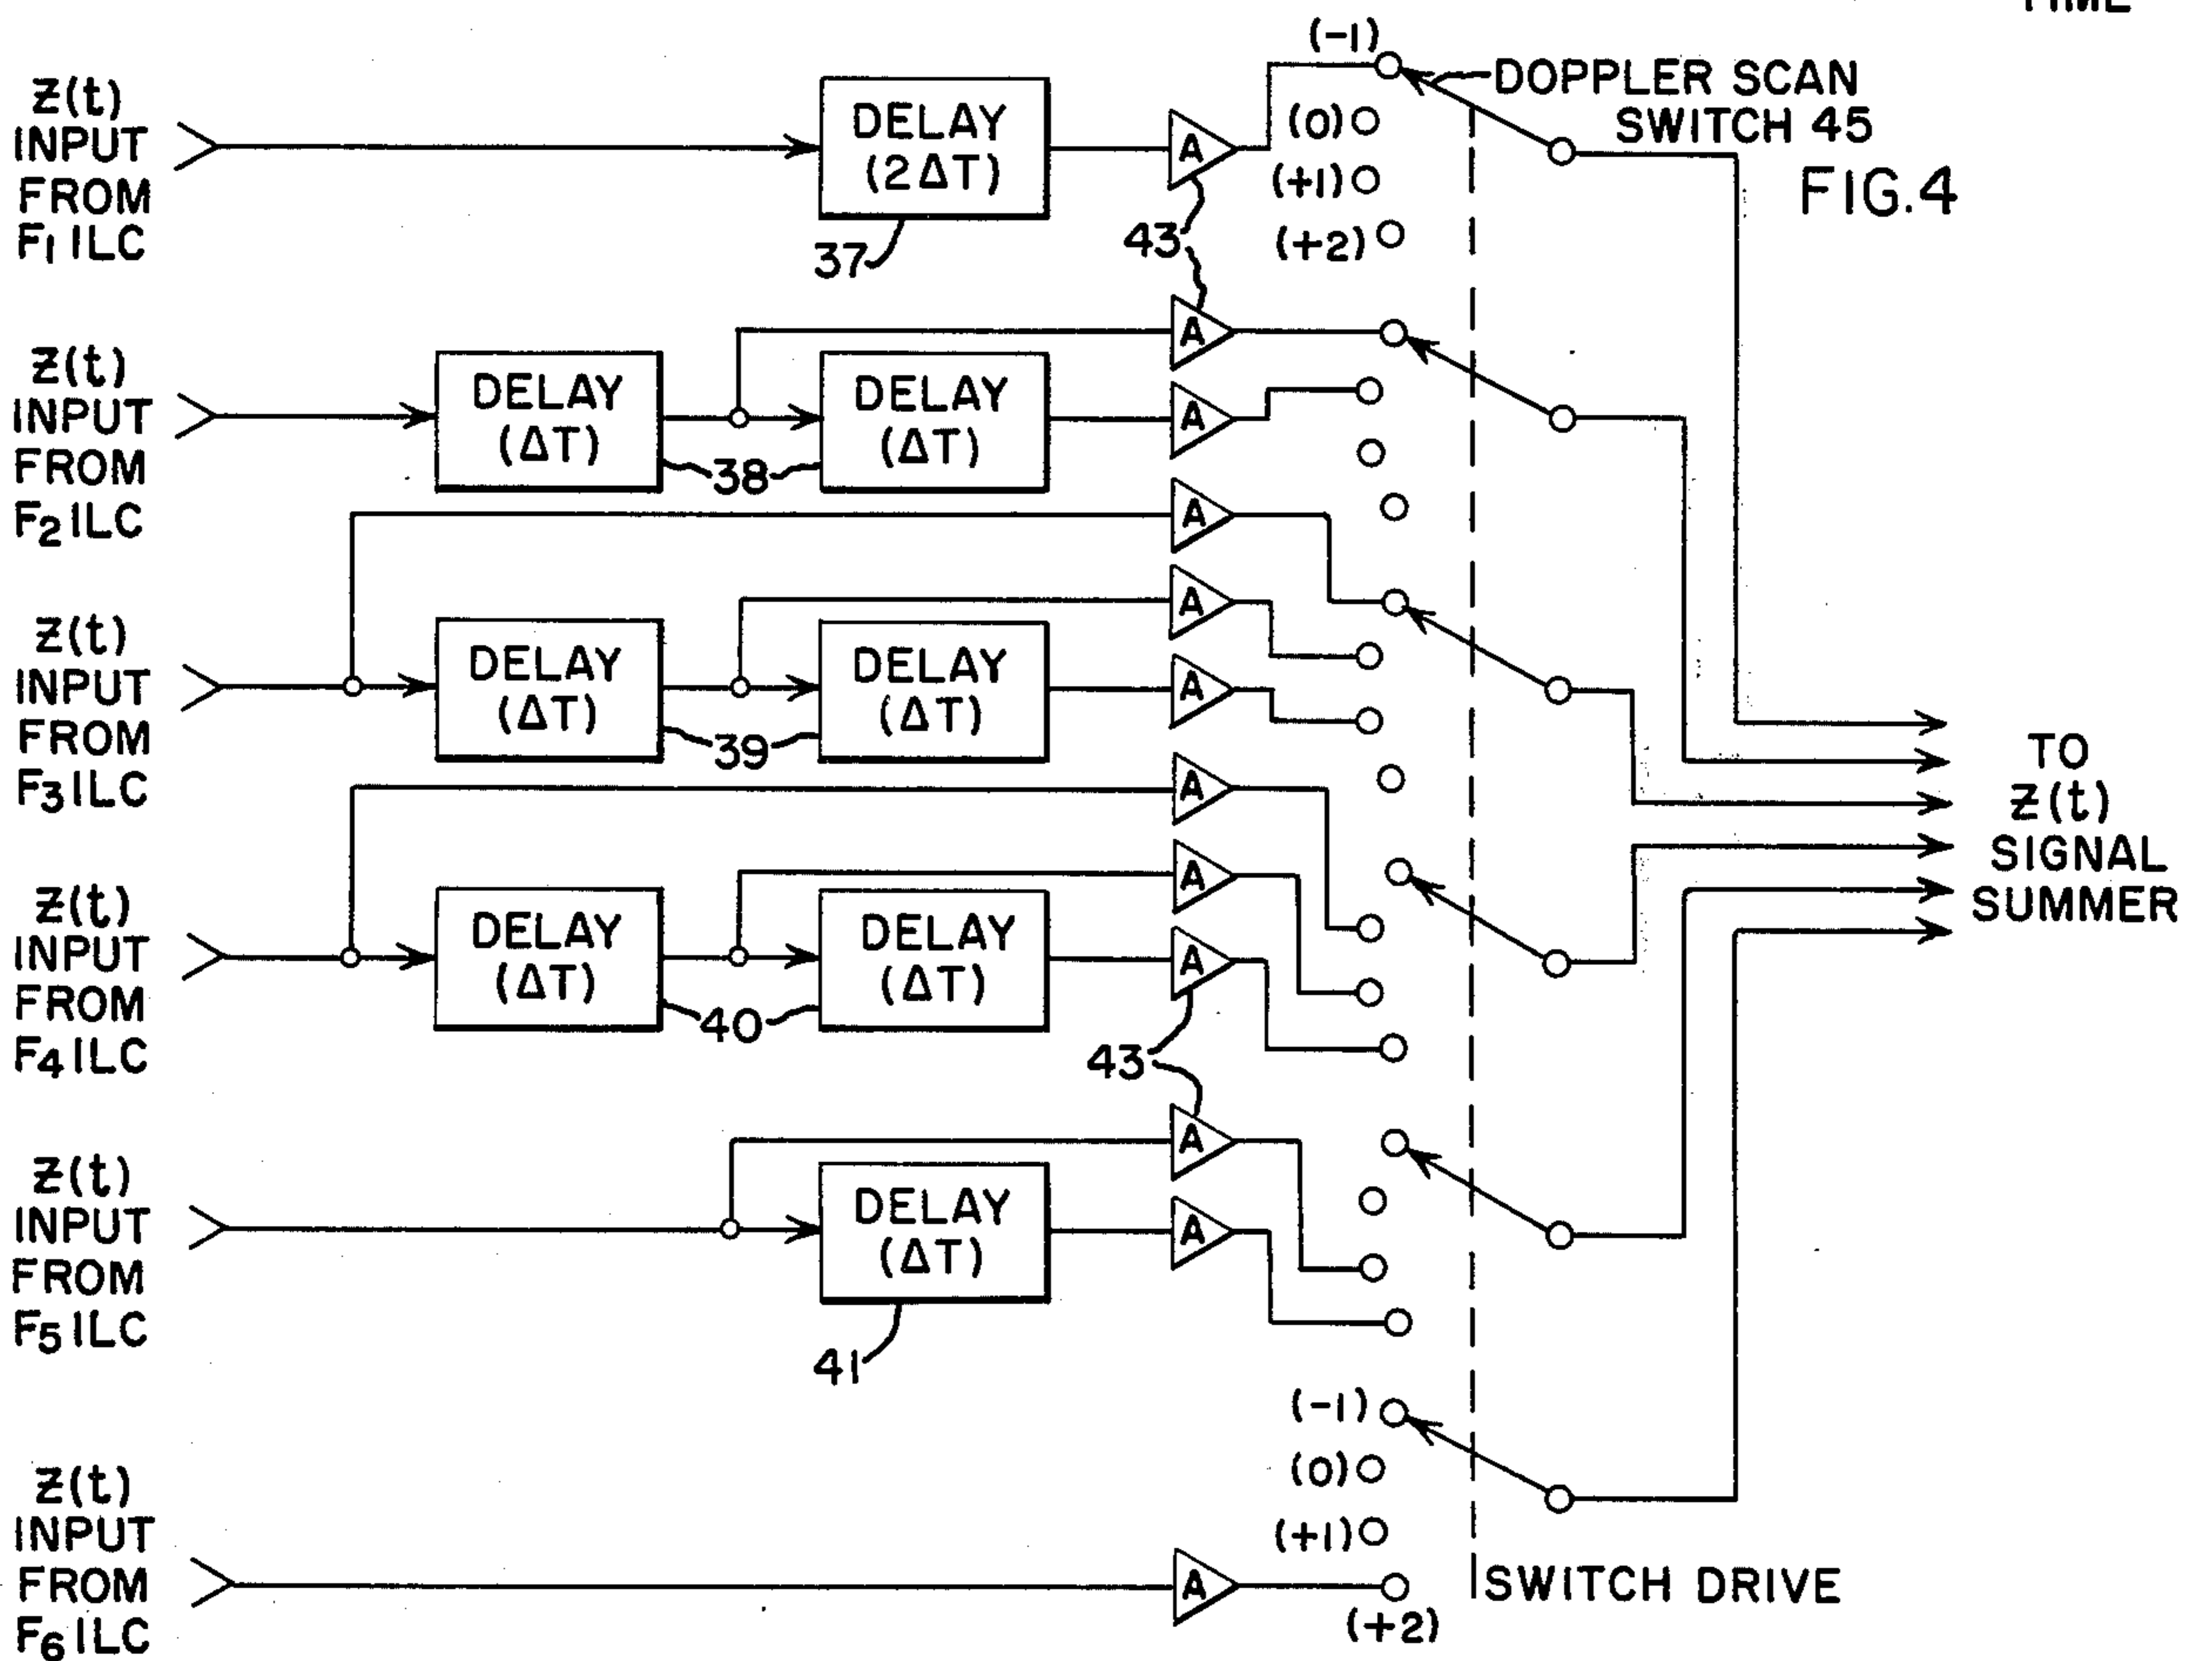 TIME
(-1)
DOPPLER SCAN
SWITCH 45
FIG.4
Z(t)
INPUT
FROM
F1 ILC
DELAY
(2ΔT)
37
A
43
(0)
(+1)
(+2)
Z(t)
INPUT
FROM
F2 ILC
DELAY
(ΔT)
38
DELAY
(ΔT)
A
A
Z(t)
INPUT
FROM
F3 ILC
DELAY
(ΔT)
39
DELAY
(ΔT)
A
A
A
TO
Z(t)
SIGNAL
SUMMER
Z(t)
INPUT
FROM
F4 ILC
DELAY
(ΔT)
40
DELAY
(ΔT)
A
A
A
43
Z(t)
INPUT
FROM
F5 ILC
DELAY
(ΔT)
41
A
A
Z(t)
INPUT
FROM
F6 ILC
A
(-1)
(0)
(+1)
(+2)
SWITCH DRIVE